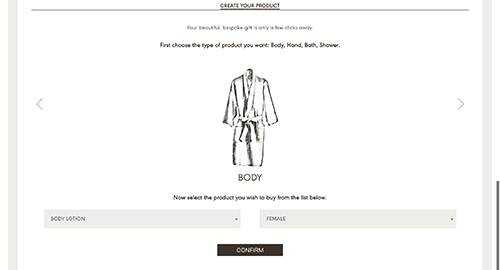 CREATE YOUR PRODUCT
Your beautiful, bespoke gift is only a few clicks away.
First choose the type of product you want: Body, Hand, Bath, Shower.
BODY
Now select the product you wish to buy from the list below.
BODY LOTION
FEMALE
CONFIRM